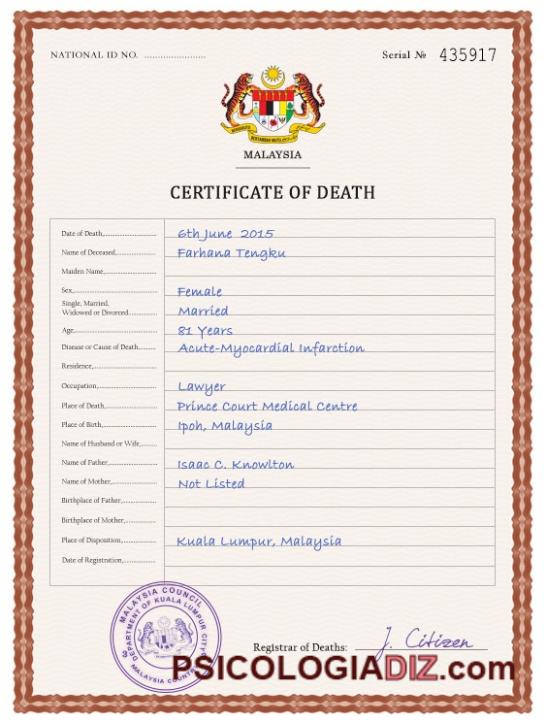 NATIONAL ID NO. ........................
Serial № 435917
MALAYSIA
CERTIFICATE OF DEATH
Date of Death,........................ 6th June 2015
Name of Deceased,.................. Farhana Tengku
Maiden Name,........................
Sex,........................ Female
Single, Married,
Widowed or Divorced.............. Married
Age,........................ 81 Years
Disease or Cause of Death......... Acute-Myocardial Infarction
Residence,........................
Occupation,........................ Lawyer
Place of Death,........................ Prince Court Medical Centre
Place of Birth,........................ Ipoh, Malaysia
Name of Husband or Wife,.......
Name of Father,.................. Isaac C. Knowlton
Name of Mother,.................. Not Listed
Birthplace of Father,................
Birthplace of Mother,...............
Place of Disposition,............... Kuala Lumpur, Malaysia
Date of Registration,................
MALAYSIA COUNCIL
DEPARTMENT OF KUALA LUMPUR CITY
MALAYSIA COUNTRY
Registrar of Deaths: J. Citizen
PSICOLOGIADIZ.com